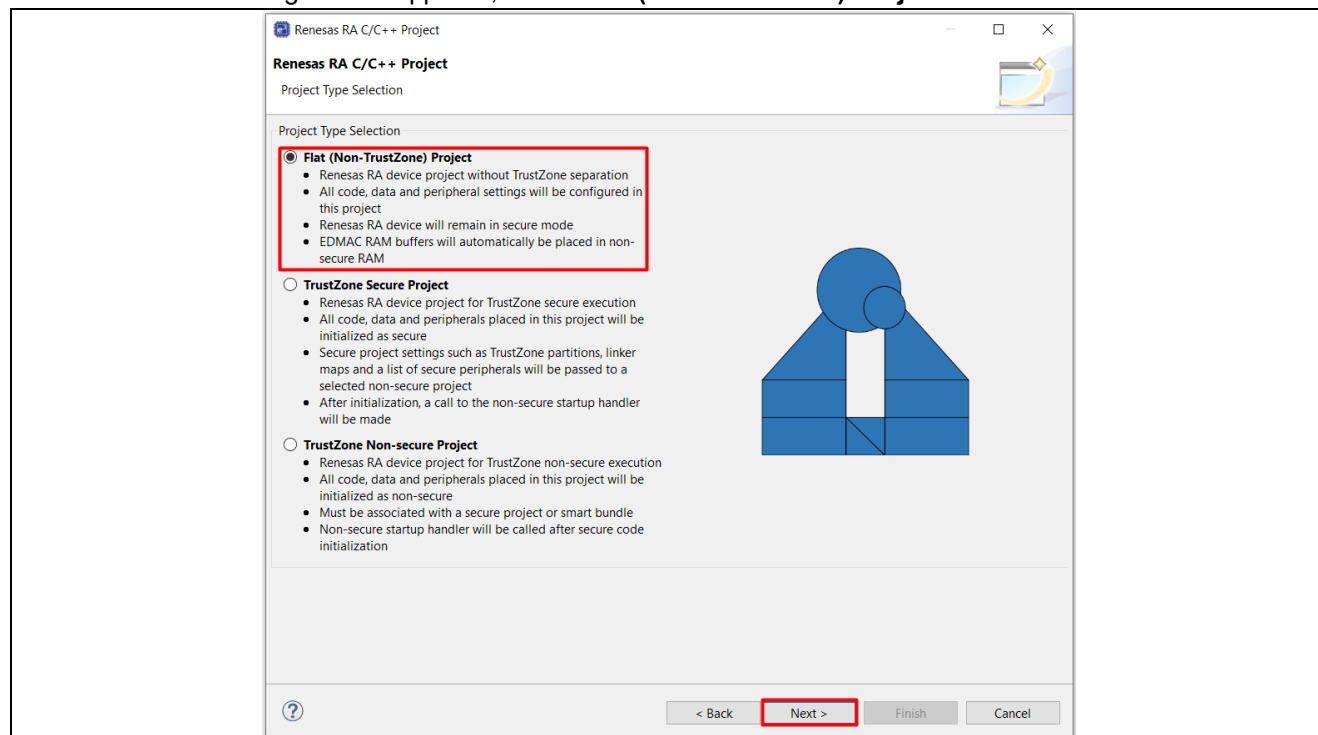 Renesas RA C/C++ Project
Renesas RA C/C++ Project
Project Type Selection
Project Type Selection
Flat (Non-TrustZone) Project
• Renesas RA device project without TrustZone separation
• All code, data and peripheral settings will be configured in
this project
• Renesas RA device will remain in secure mode
• EDMAC RAM buffers will automatically be placed in non-
secure RAM
TrustZone Secure Project
• Renesas RA device project for TrustZone secure execution
• All code, data and peripherals placed in this project will be
initialized as secure
• Secure project settings such as TrustZone partitions, linker
maps and a list of secure peripherals will be passed to a
selected non-secure project
• After initialization, a call to the non-secure startup handler
will be made
TrustZone Non-secure Project
• Renesas RA device project for TrustZone non-secure execution
• All code, data and peripherals placed in this project will be
initialized as non-secure
• Must be associated with a secure project or smart bundle
• Non-secure startup handler will be called after secure code
initialization
? < Back Next > Finish Cancel